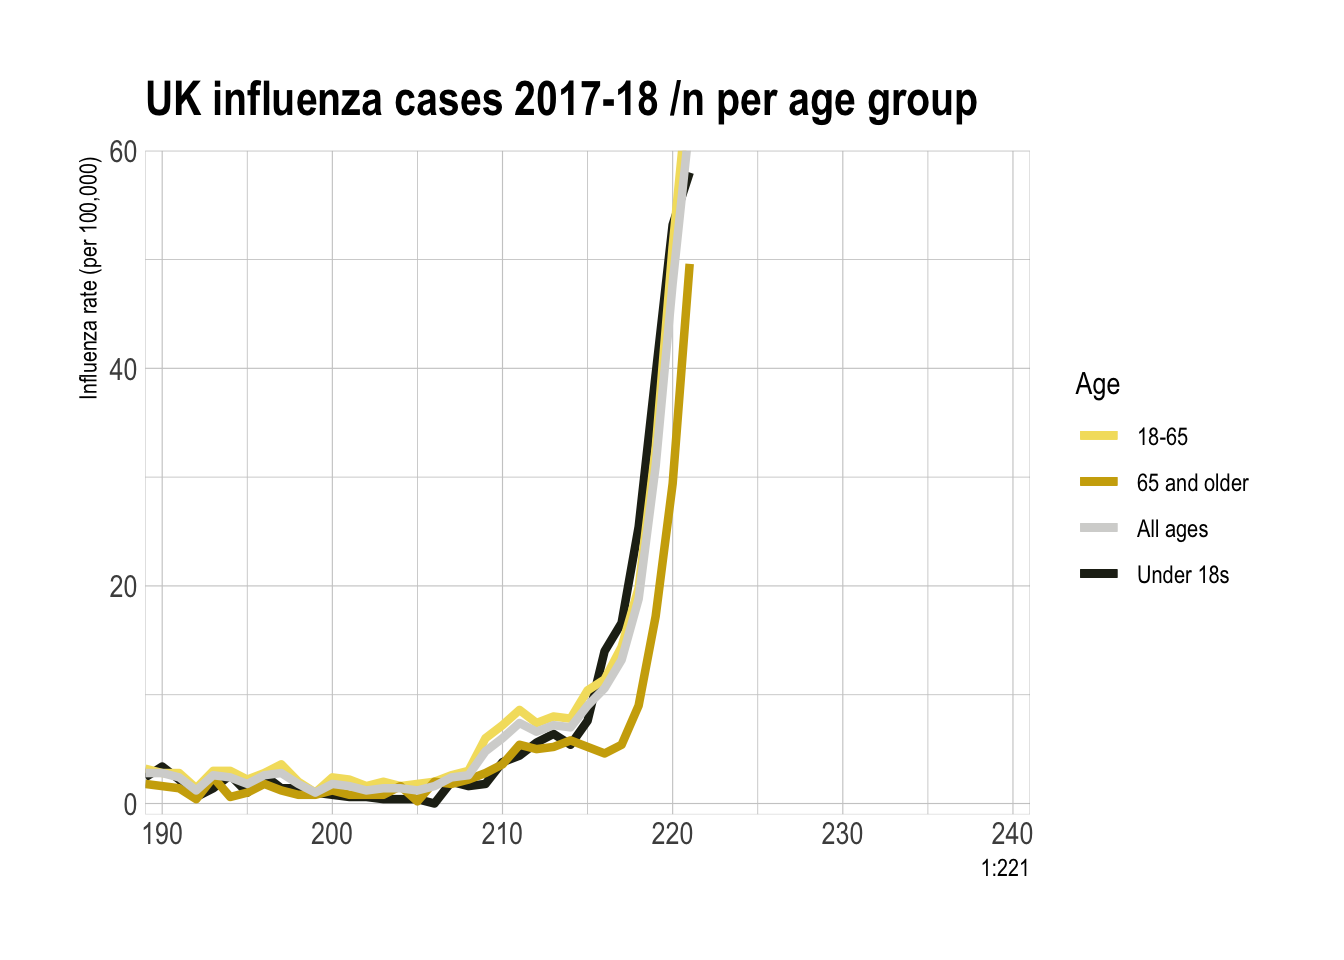 UK influenza cases 2017-18 /n per age group
Influenza rate (per 100,000)
60
40
20
0
190 200 210 220 230 240
1:221
Age
18-65
65 and older
All ages
Under 18s